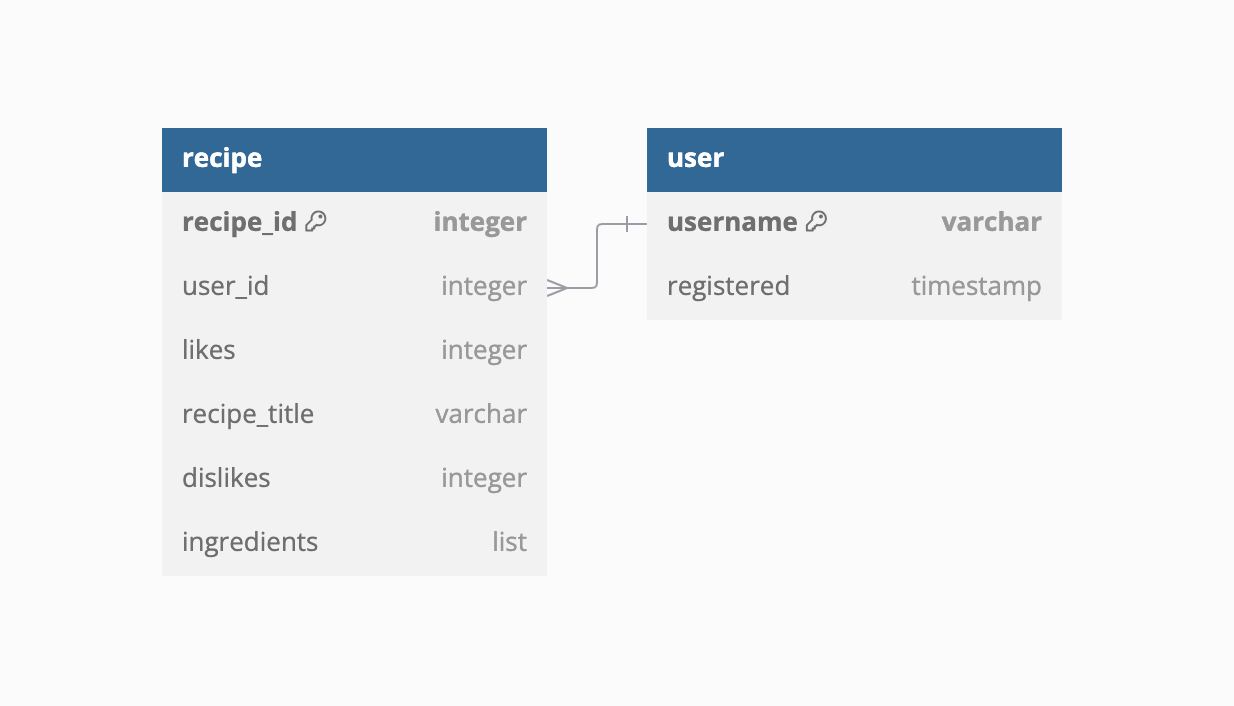 recipe
recipe_id integer
user_id integer
likes integer
recipe_title varchar
dislikes integer
ingredients list
user
username varchar
registered timestamp